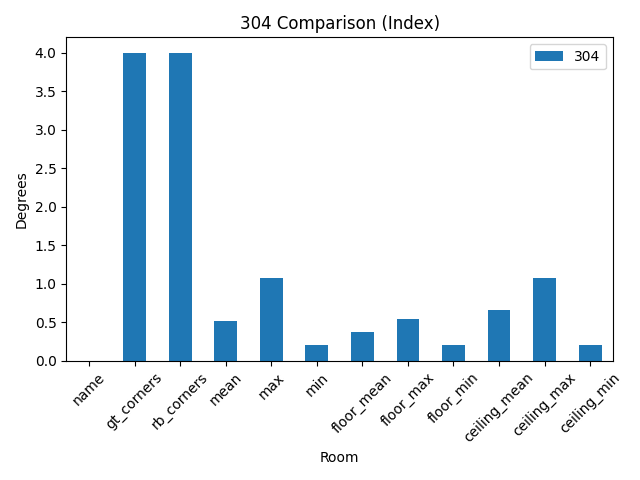 304 Comparison (Index)
304
Degrees
4.0
3.5
3.0
2.5
2.0
1.5
1.0
0.5
0.0
name
gt_corners
rb_corners
mean
max
min
floor_mean
floor_max
floor_min
ceiling_mean
ceiling_max
ceiling_min
Room